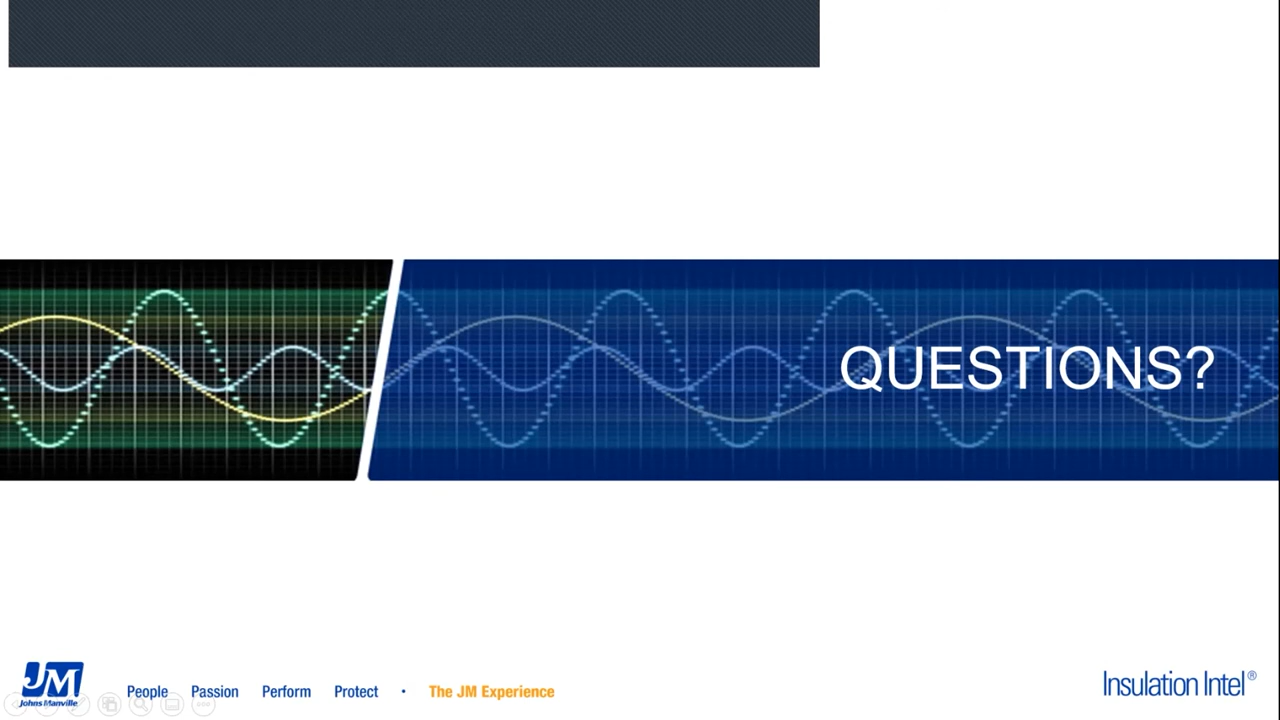 QUESTIONS?
JM
Johns Manville
People Passion Perform Protect • The JM Experience
Insulation Intel®